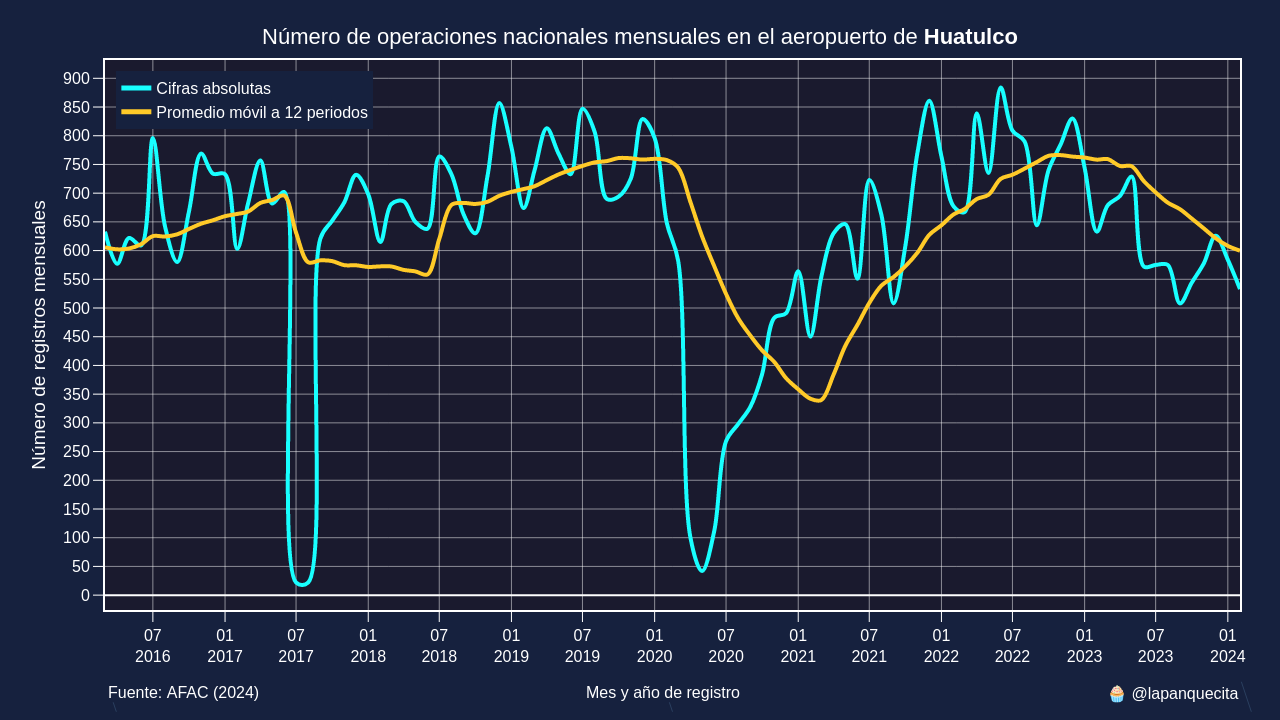 Número de operaciones nacionales mensuales en el aeropuerto de Huatulco
Cifras absolutas
Promedio móvil a 12 periodos
Número de registros mensuales
900
850
800
750
700
650
600
550
500
450
400
350
300
250
200
150
100
50
0
07 01 07 01 07 01 07 01 07 01 07 01 07 01 07 01
2016 2017 2017 2018 2018 2019 2019 2020 2020 2021 2021 2022 2022 2023 2023 2024
Fuente: AFAC (2024)
Mes y año de registro
🧁 @lapanquecita